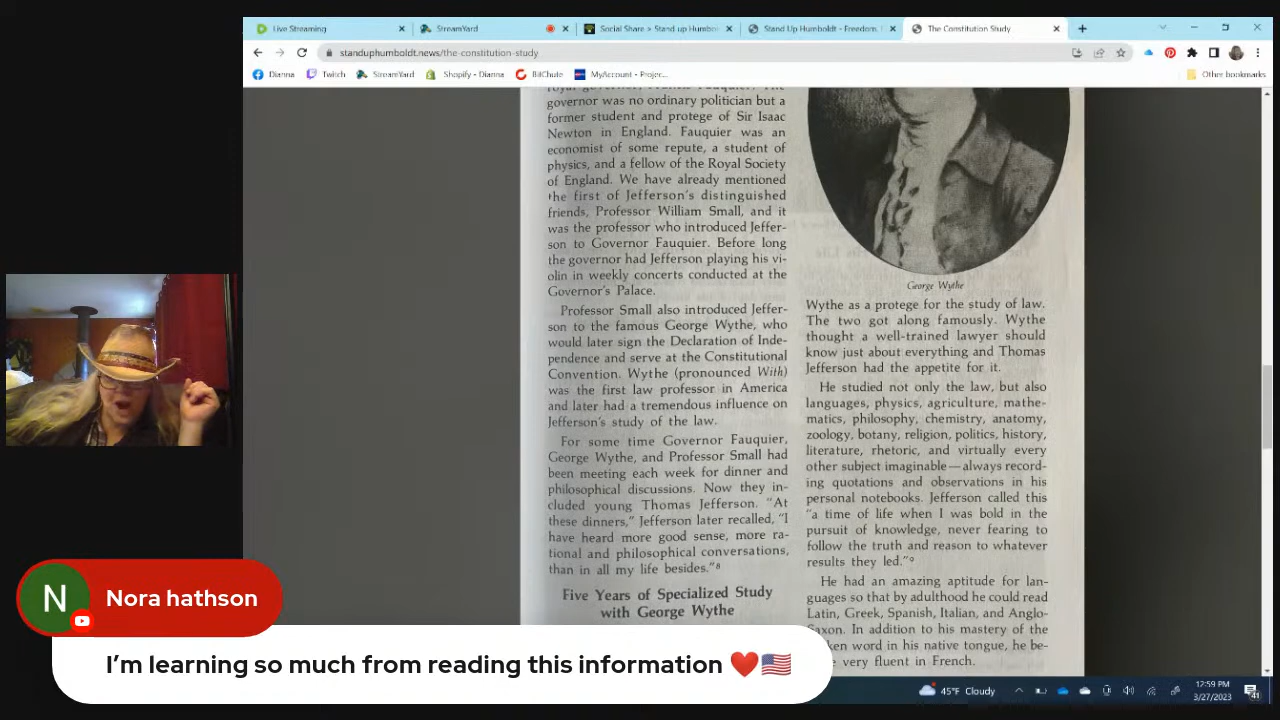 Live Streaming
StreamYard
Social Share > Stand up Humbo
Stand Up Humboldt - Freedom.
The Constitution Study
standuphumboldt.news/the-constitution-study
Dianna
Twitch
StreamYard
Shopify - Dianna
BitChute
MyAccount - Projec...
Other bookmarks
governor was no ordinary politician but a
former student and protege of Sir Isaac
Newton in England. Fauquier was an
economist of some repute, a student of
physics, and a fellow of the Royal Society
of England. We have already mentioned
the first of Jefferson's distinguished
friends, Professor William Small, and it
was the professor who introduced Jeffer-
son to Governor Fauquier. Before long
the governor had Jefferson playing his vi-
olin in weekly concerts conducted at the
Governor's Palace.
Professor Small also introduced Jeffer-
son to the famous George Wythe, who
would later sign the Declaration of Inde-
pendence and serve at the Constitutional
Convention. Wythe (pronounced With)
was the first law professor in America
and later had a tremendous influence on
Jefferson's study of the law.
For some time Governor Fauquier,
George Wythe, and Professor Small had
been meeting each week for dinner and
philosophical discussions. Now they in-
cluded young Thomas Jefferson. "At
these dinners," Jefferson later recalled, "I
have heard more good sense, more ra-
tional and philosophical conversations,
than in all my life besides."8
Five Years of Specialized Study
with George Wythe
George Wythe
Wythe as a protege for the study of law.
The two got along famously. Wythe
thought a well-trained lawyer should
know just about everything and Thomas
Jefferson had the appetite for it.
He studied not only the law, but also
languages, physics, agriculture, mathe-
matics, philosophy, chemistry, anatomy,
zoology, botany, religion, politics, history,
literature, rhetoric, and virtually every
other subject imaginable—always record-
ing quotations and observations in his
personal notebooks. Jefferson called this
"a time of life when I was bold in the
pursuit of knowledge, never fearing to
follow the truth and reason to whatever
results they led."9
He had an amazing aptitude for lan-
guages so that by adulthood he could read
Latin, Greek, Spanish, Italian, and Anglo-
Saxon. In addition to his mastery of the
word in his native tongue, he be-
very fluent in French.
N
Nora hathson
I'm learning so much from reading this information ❤️🇺🇸
45°F Cloudy
12:59 PM
3/27/2023
41